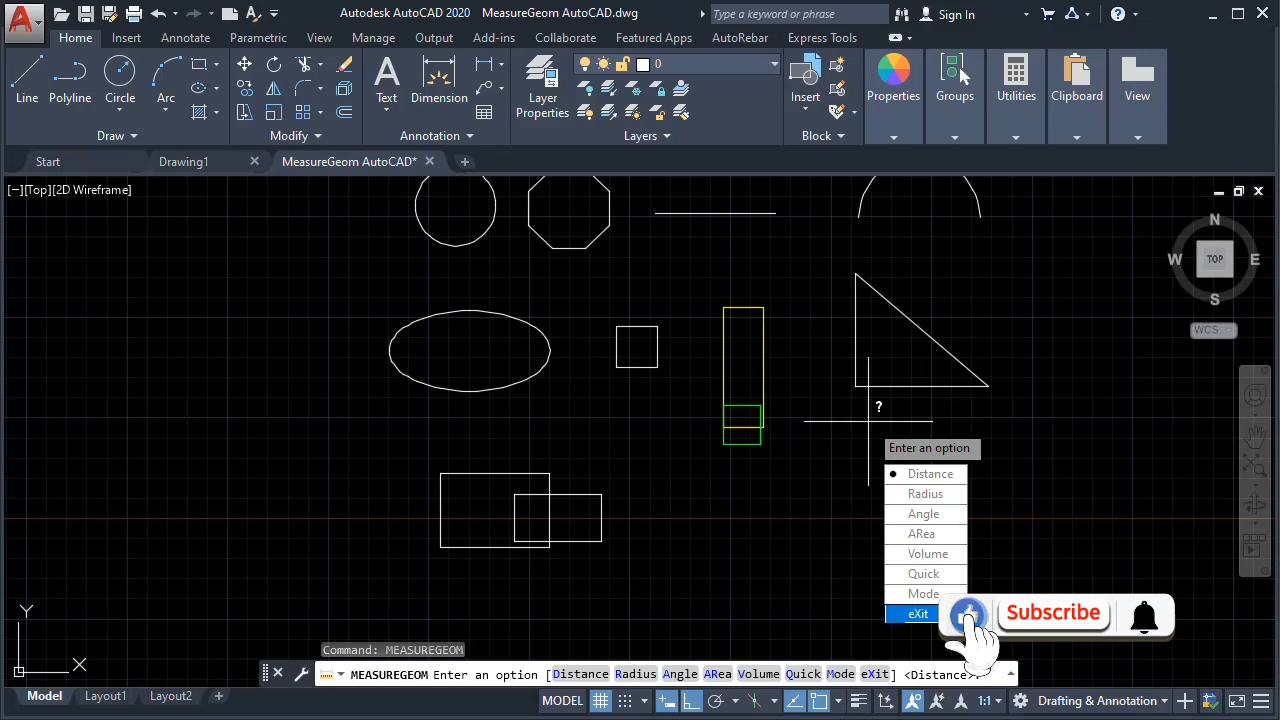 Autodesk AutoCAD 2020 MeasureGeom AutoCAD.dwg Type a keyword or phrase Sign In
Home Insert Annotate Parametric View Manage Output Add-ins Collaborate Featured Apps AutoRebar Express Tools
0
Line Polyline Circle Arc Text Dimension Layer Properties Insert Properties Groups Utilities Clipboard View
Draw Modify Annotation Layers Block
Start Drawing1 MeasureGeom AutoCAD*
[−][Top][2D Wireframe]
N
W TOP E
S
WCS
?
Enter an option
Distance
Radius
Angle
ARea
Volume
Quick
Mode
eXit
Subscribe
Y
X
Command: MEASUREGEOM
MEASUREGEOM Enter an option [Distance Radius Angle ARea Volume Quick Mode eXit] <Distance>:
Model Layout1 Layout2 MODEL 1:1 Drafting & Annotation